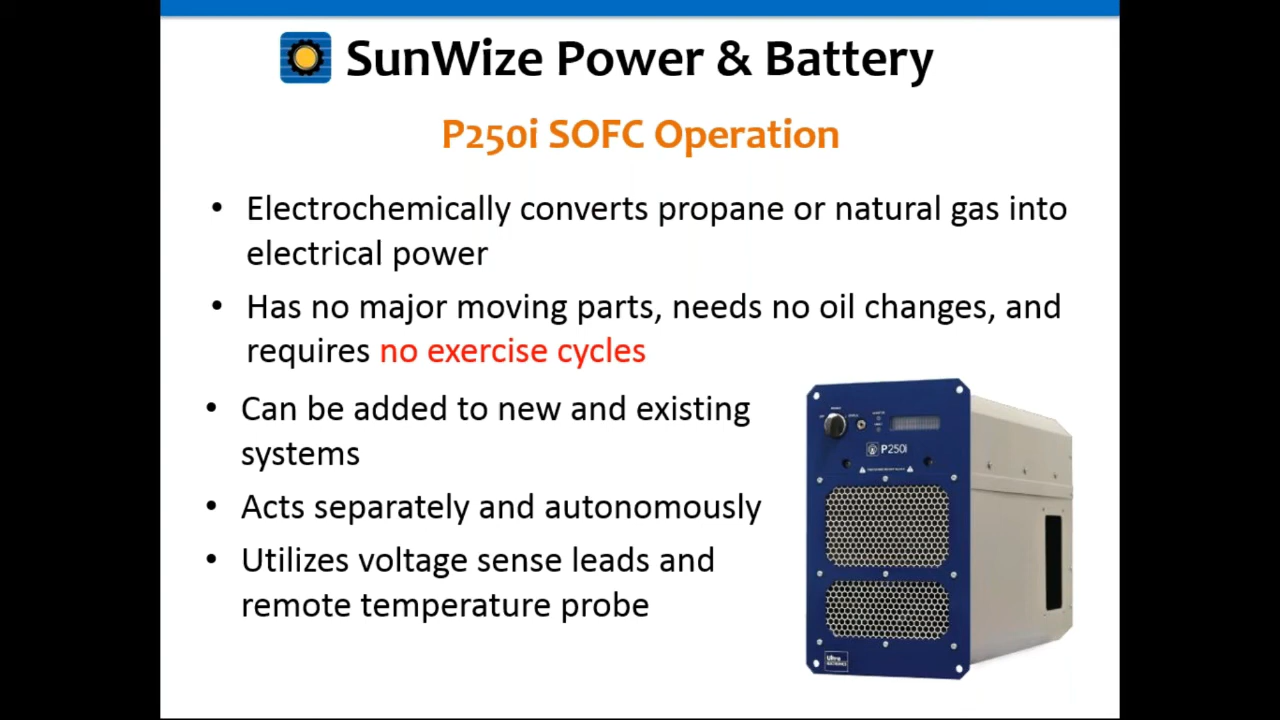 SunWize Power & Battery
P250i SOFC Operation
• Electrochemically converts propane or natural gas into
electrical power
• Has no major moving parts, needs no oil changes, and
requires no exercise cycles
• Can be added to new and existing
systems
• Acts separately and autonomously
• Utilizes voltage sense leads and
remote temperature probe
P250i
Ultra
ELECTRONICS